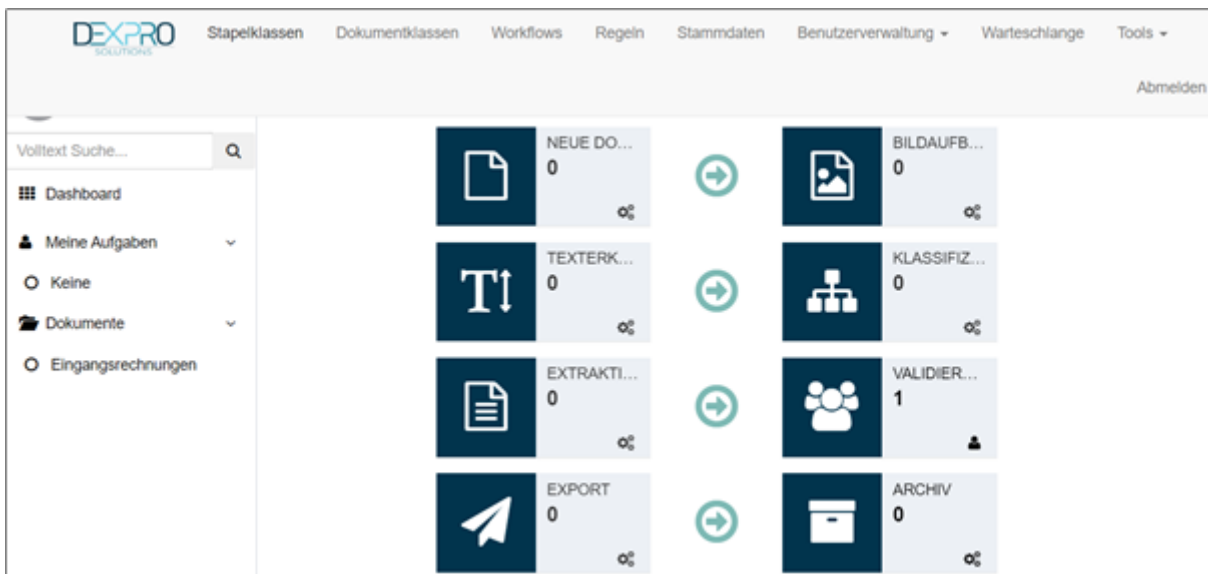 DEXPRO SOLUTIONS
Stapelklassen Dokumentklassen Workflows Regeln Stammdaten Benutzerverwaltung Warteschlange Tools
Abmelden
Volltext Suche...
Dashboard
Meine Aufgaben
Keine
Dokumente
Eingangsrechnungen
NEUE DO...
0
BILDAUFB...
0
TEXTERK...
0
KLASSIFIZ...
0
EXTRAKTI...
0
VALIDIER...
1
EXPORT
0
ARCHIV
0